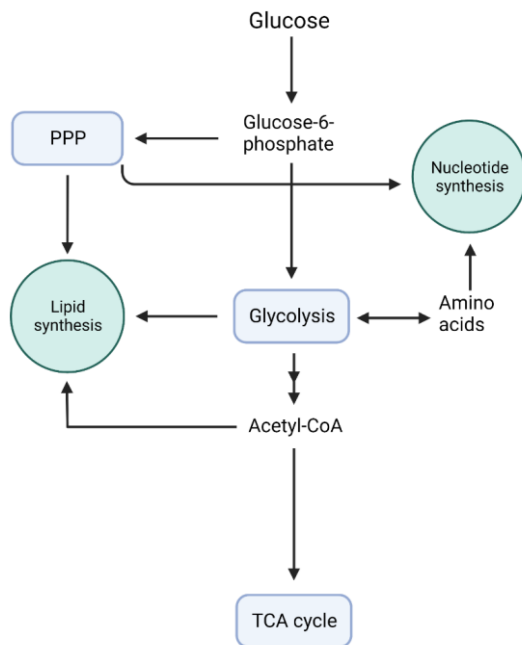 Glucose
Glucose-6-
phosphate
PPP
Nucleotide
synthesis
Lipid
synthesis
Glycolysis
Amino
acids
Acetyl-CoA
TCA cycle